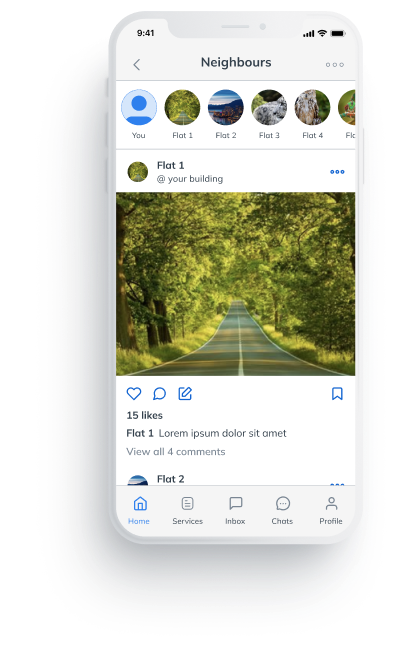 9:41
Neighbours
You Flat 1 Flat 2 Flat 3 Flat 4 Fla
Flat 1
@ your building
15 likes
Flat 1 Lorem ipsum dolor sit amet
View all 4 comments
Flat 2
Home Services Inbox Chats Profile